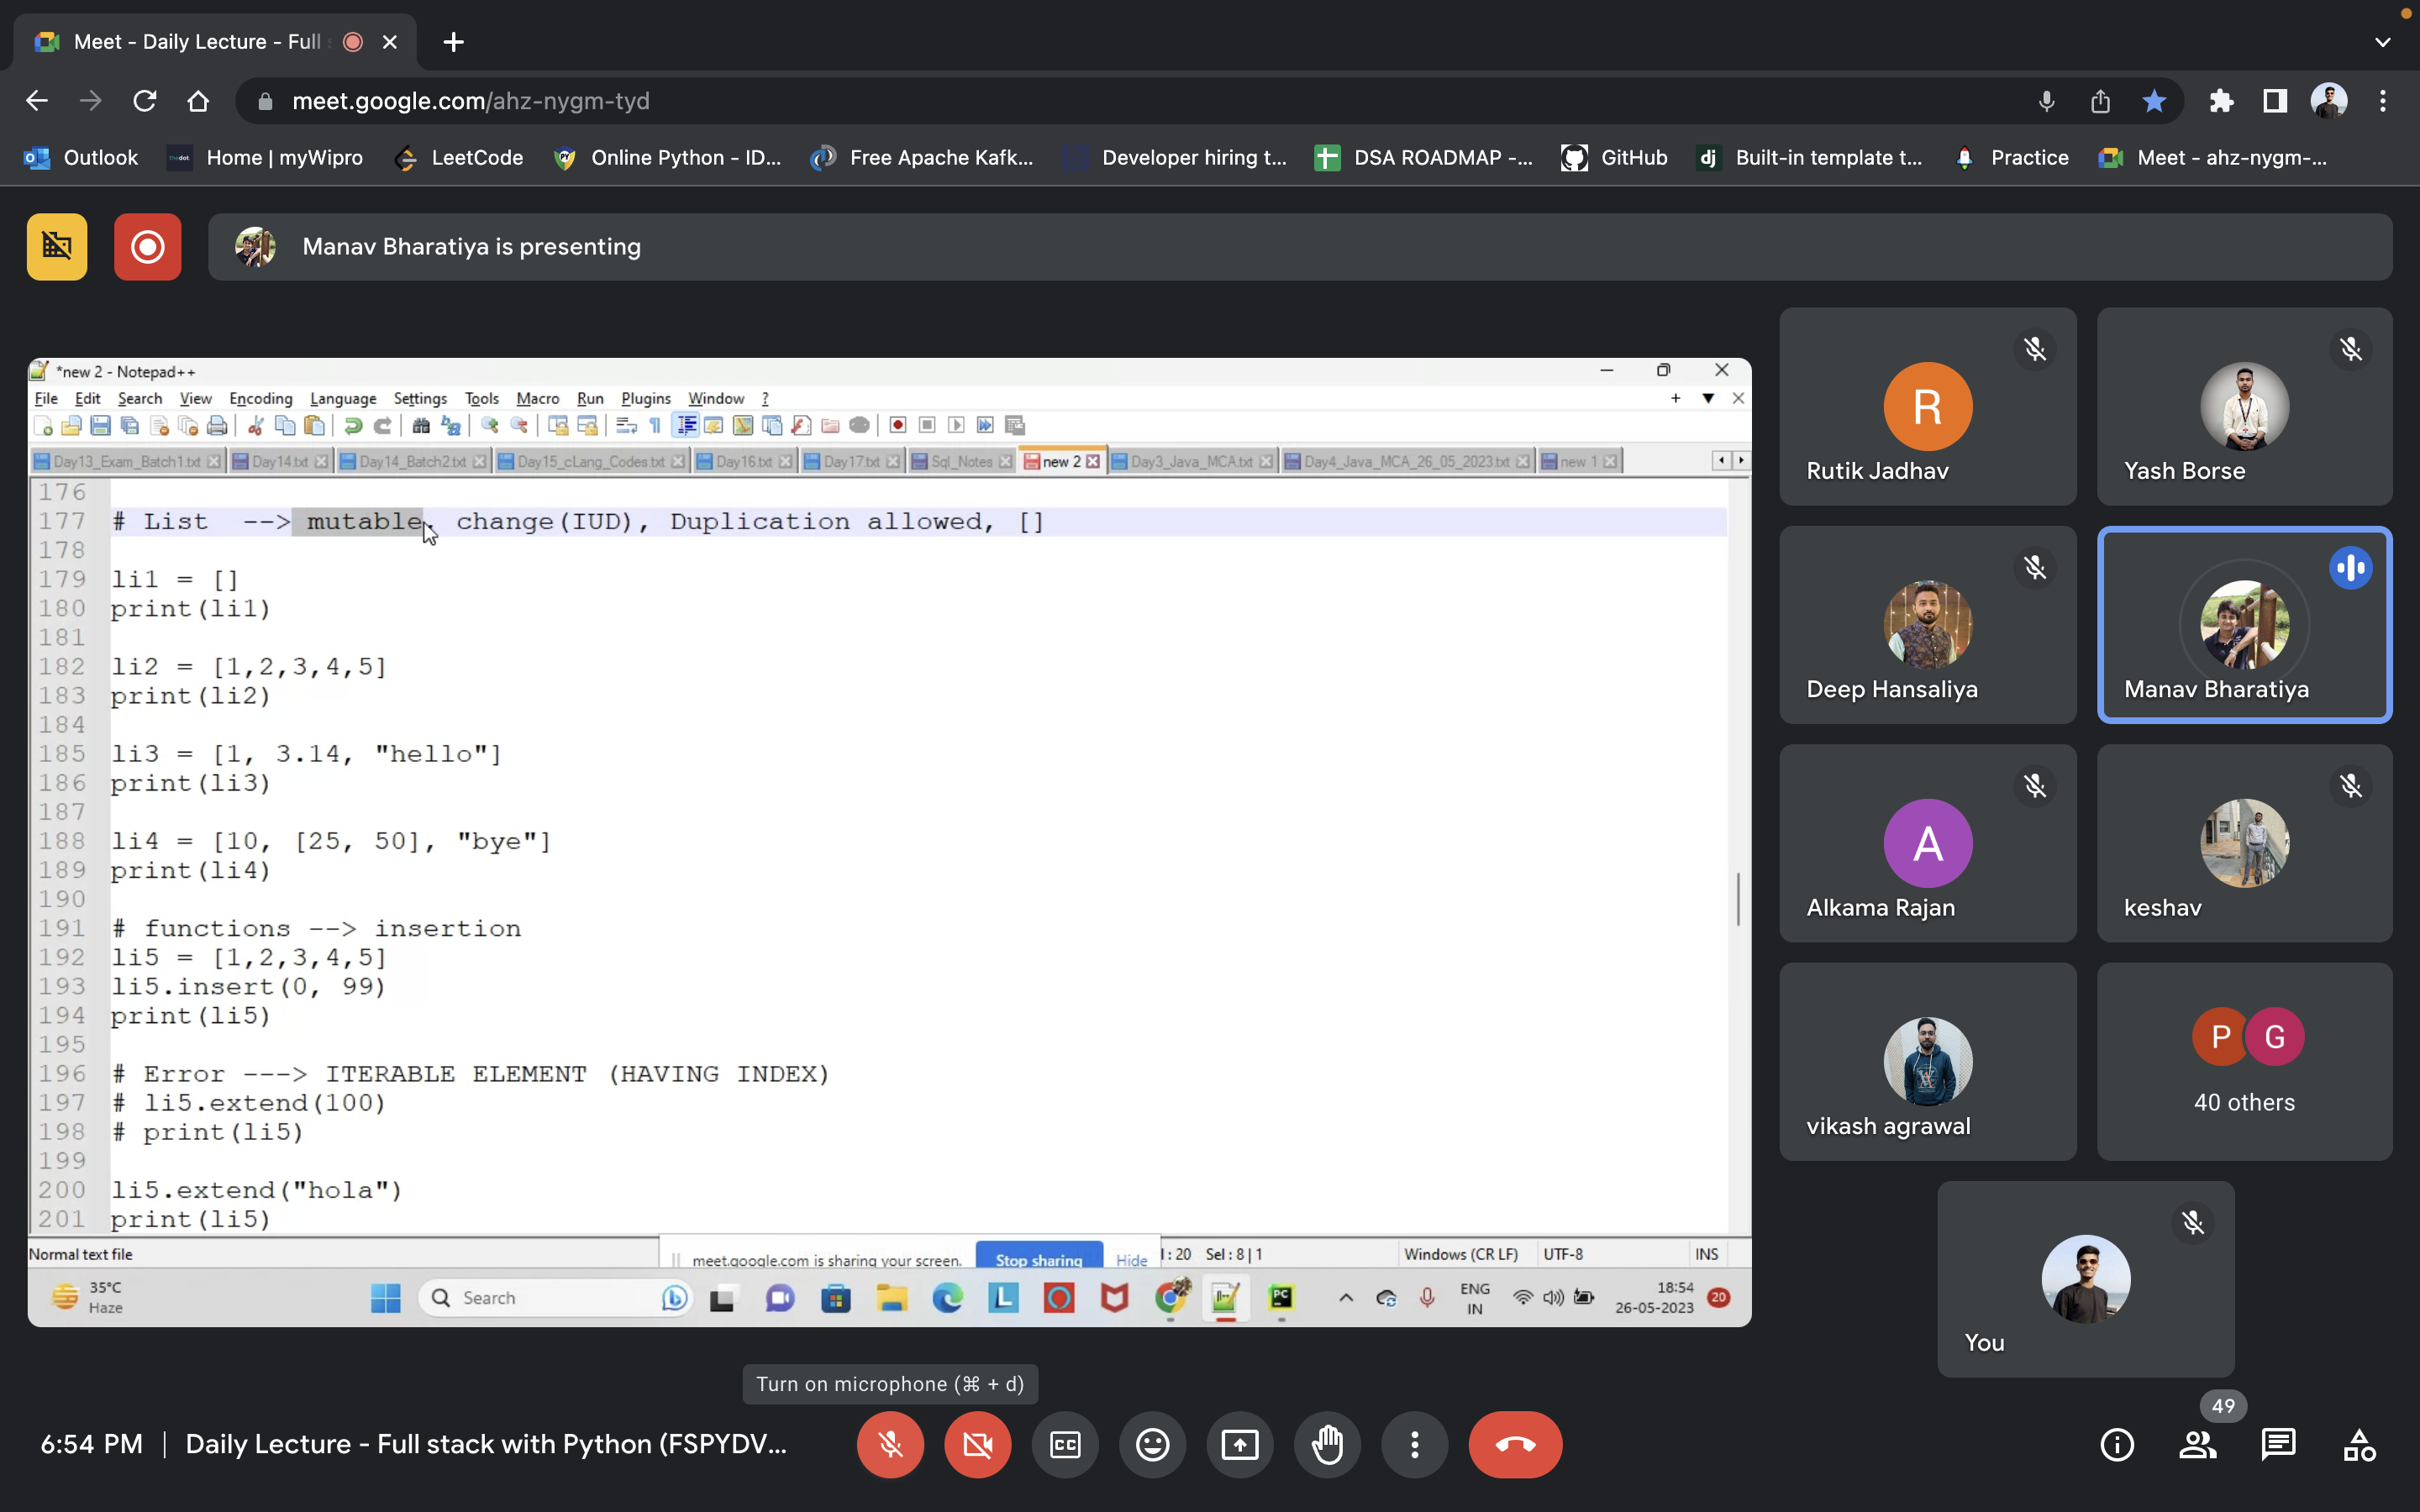 Meet - Daily Lecture - Full
meet.google.com/ahz-nygm-tyd
Outlook
Home | myWipro
LeetCode
Online Python - ID...
Free Apache Kafk...
Developer hiring t...
DSA ROADMAP -...
GitHub
Built-in template t...
Practice
Meet - ahz-nygm-...
Manav Bharatiya is presenting
*new 2 - Notepad++
File Edit Search View Encoding Language Settings Tools Macro Run Plugins Window ?
Day13_Exam_Batch1.txt Day14.txt Day14_Batch2.txt Day15_cLang_Codes.txt Day16.txt Day17.txt Sql_Notes new 2 Day3_Java_MCA.txt Day4_Java_MCA_26_05_2023.txt new 1
176
177 # List --> mutable, change(IUD), Duplication allowed, []
178
179 li1 = []
180 print(li1)
181
182 li2 = [1,2,3,4,5]
183 print(li2)
184
185 li3 = [1, 3.14, "hello"]
186 print(li3)
187
188 li4 = [10, [25, 50], "bye"]
189 print(li4)
190
191 # functions --> insertion
192 li5 = [1,2,3,4,5]
193 li5.insert(0, 99)
194 print(li5)
195
196 # Error ---> ITERABLE ELEMENT (HAVING INDEX)
197 # li5.extend(100)
198 # print(li5)
199
200 li5.extend("hola")
201 print(li5)
Normal text file
meet.google.com is sharing your screen.
Stop sharing
Hide
l : 20 Sel : 8 | 1
Windows (CR LF)
UTF-8
INS
35°C
Haze
Search
ENG
IN
18:54
26-05-2023
20
R
Rutik Jadhav
Yash Borse
Deep Hansaliya
Manav Bharatiya
A
Alkama Rajan
keshav
vikash agrawal
P G
40 others
You
Turn on microphone (⌘ + d)
6:54 PM | Daily Lecture - Full stack with Python (FSPYDV...
CC
49